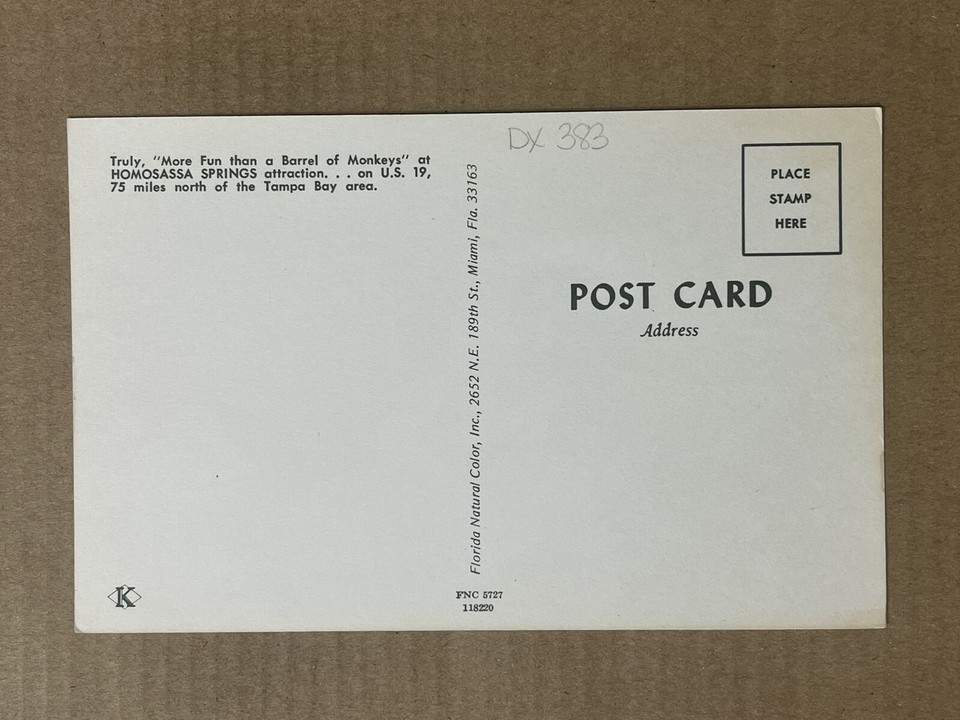 Truly, "More Fun than a Barrel of Monkeys" at
HOMOSASSA SPRINGS attraction. . . on U.S. 19,
75 miles north of the Tampa Bay area.
K
Florida Natural Color, Inc., 2652 N.E. 189th St., Miami, Fla. 33163
FNC 5727
118220
DX 383
PLACE
STAMP
HERE
POST CARD
Address